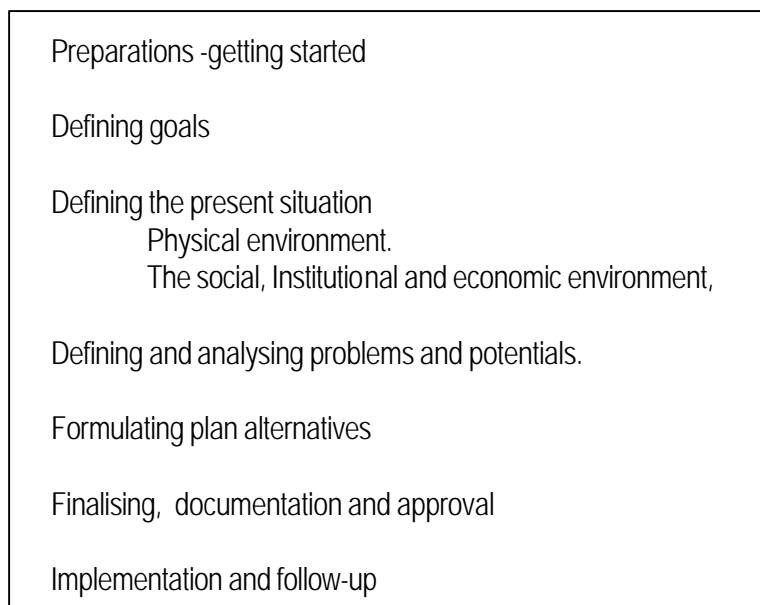 Preparations -getting started
Defining goals
Defining the present situation
Physical environment.
The social, Institutional and economic environment,
Defining and analysing problems and potentials.
Formulating plan alternatives
Finalising, documentation and approval
Implementation and follow-up